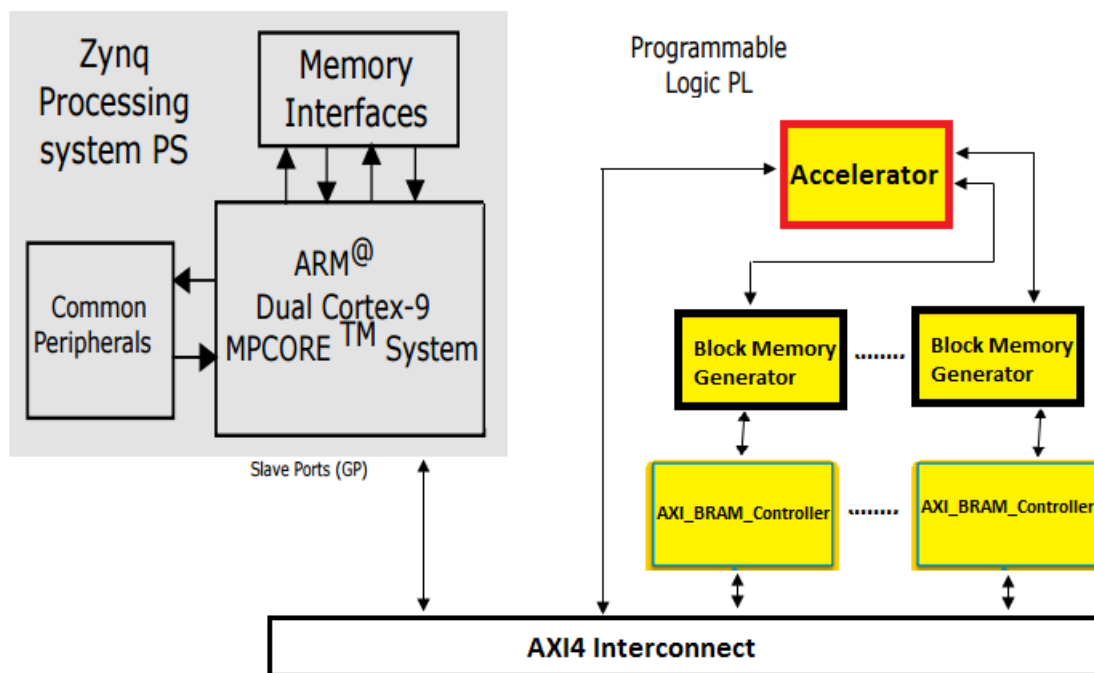 Zynq
Processing
system PS
Memory
Interfaces
ARM@
Dual Cortex-9
MPCORE TM System
Common
Peripherals
Slave Ports (GP)
Programmable
Logic PL
Accelerator
Block Memory
Generator
........
Block Memory
Generator
AXI_BRAM_Controller
........
AXI_BRAM_Controller
AXI4 Interconnect